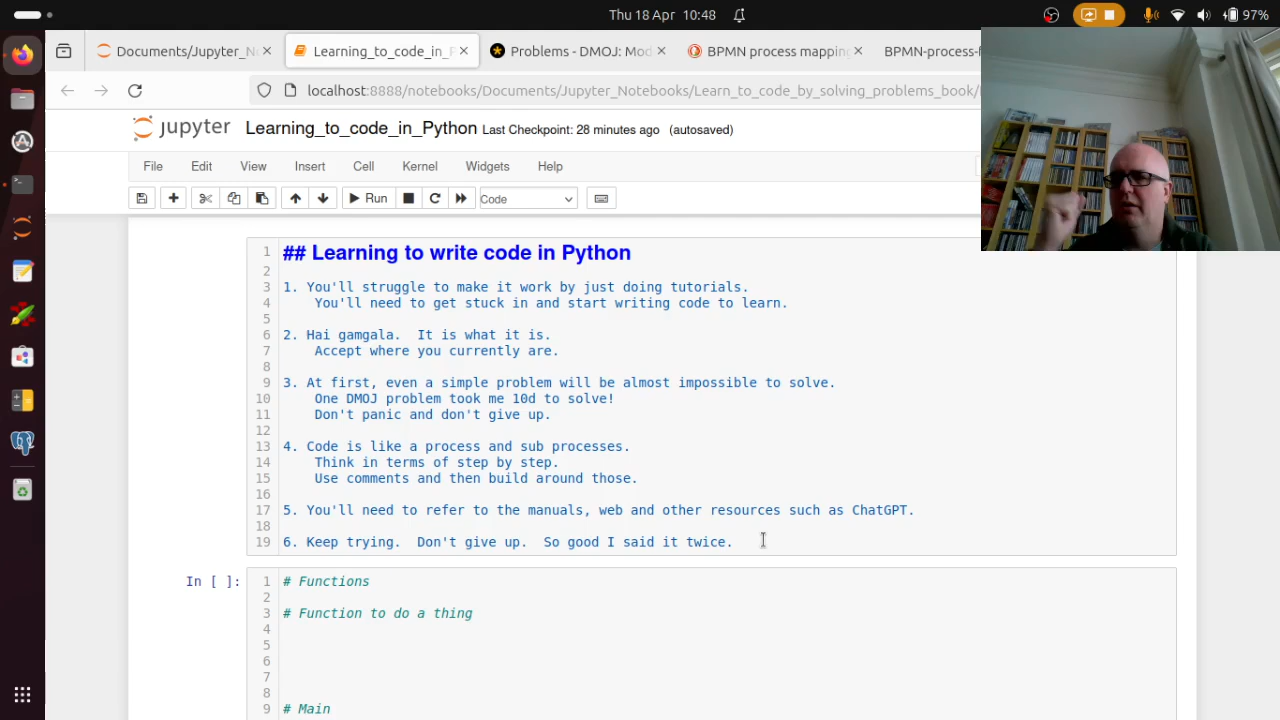 Thu 18 Apr 10:48
97%
Documents/Jupyter_N
Learning_to_code_in_P
Problems - DMOJ: Mod
BPMN process mapping
BPMN-process-
localhost:8888/notebooks/Documents/Jupyter_Notebooks/Learn_to_code_by_solving_problems_book/
jupyter Learning_to_code_in_Python Last Checkpoint: 28 minutes ago (autosaved)
File Edit View Insert Cell Kernel Widgets Help
Run Code
1 ## Learning to write code in Python
2
3 1. You'll struggle to make it work by just doing tutorials.
4 You'll need to get stuck in and start writing code to learn.
5
6 2. Hai gamgala.  It is what it is.
7 Accept where you currently are.
8
9 3. At first, even a simple problem will be almost impossible to solve.
10 One DMOJ problem took me 10d to solve!
11 Don't panic and don't give up.
12
13 4. Code is like a process and sub processes.
14 Think in terms of step by step.
15 Use comments and then build around those.
16
17 5. You'll need to refer to the manuals, web and other resources such as ChatGPT.
18
19 6. Keep trying.  Don't give up.  So good I said it twice.
In [ ]:
1 # Functions
2
3 # Function to do a thing
4
5
6
7
8
9 # Main